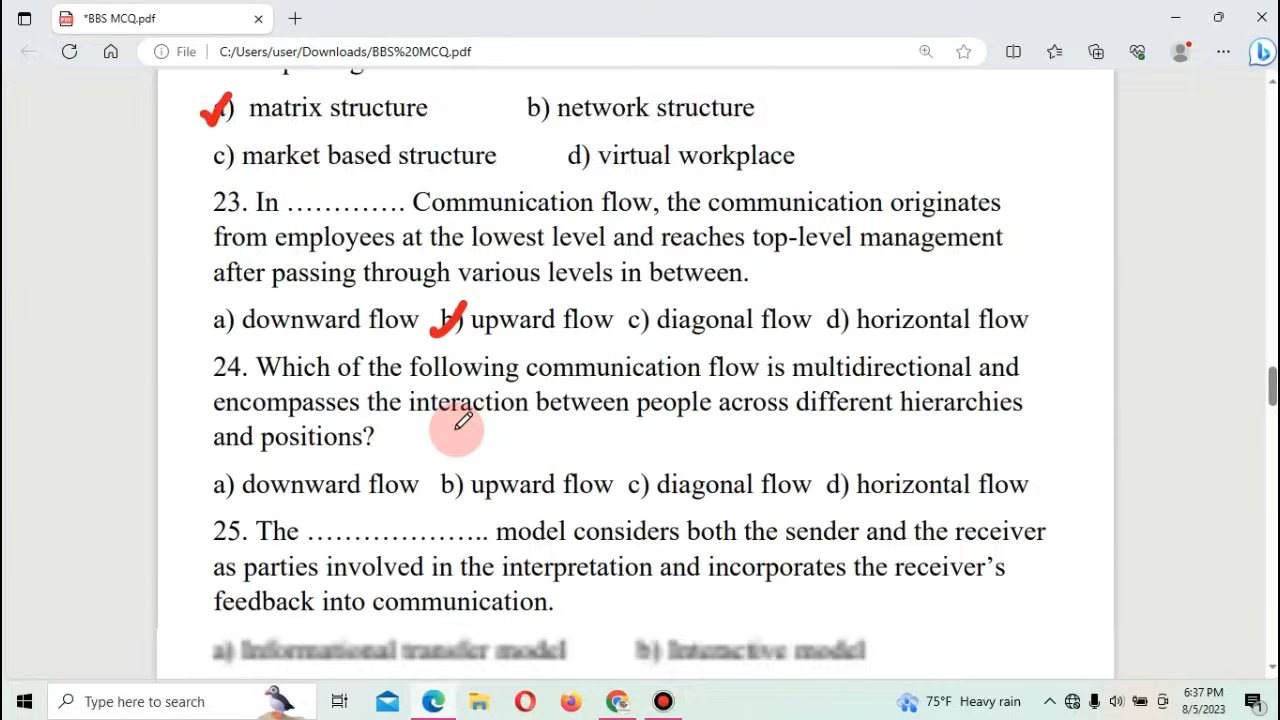 *BBS MCQ.pdf
File C:/Users/user/Downloads/BBS%20MCQ.pdf
matrix structure b) network structure
c) market based structure d) virtual workplace
23. In …………. Communication flow, the communication originates
from employees at the lowest level and reaches top-level management
after passing through various levels in between.
a) downward flow b) upward flow c) diagonal flow d) horizontal flow
24. Which of the following communication flow is multidirectional and
encompasses the interaction between people across different hierarchies
and positions?
a) downward flow b) upward flow c) diagonal flow d) horizontal flow
25. The ………………….. model considers both the sender and the receiver
as parties involved in the interpretation and incorporates the receiver’s
feedback into communication.
a) Informational transfer model b) Interactive model
Type here to search
75°F Heavy rain
6:37 PM
8/5/2023
1